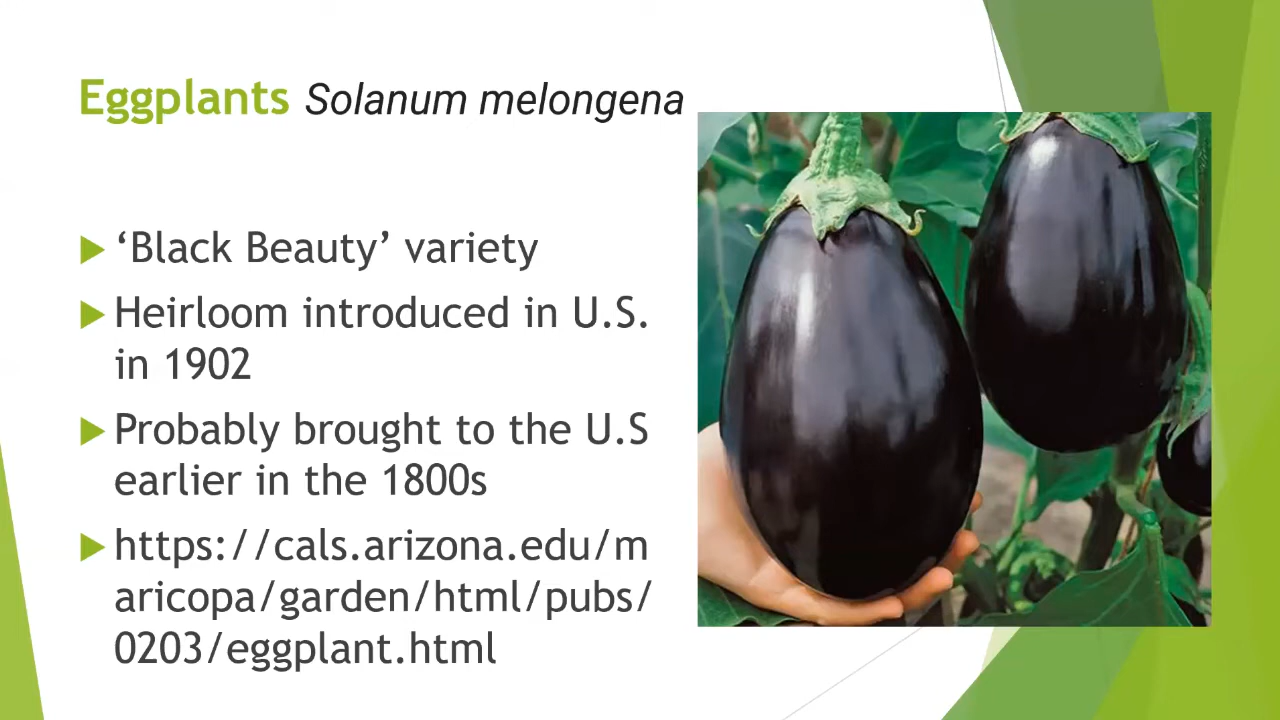 Eggplants Solanum melongena
‘Black Beauty’ variety
Heirloom introduced in U.S.
in 1902
Probably brought to the U.S
earlier in the 1800s
https://cals.arizona.edu/m
aricopa/garden/html/pubs/
0203/eggplant.html